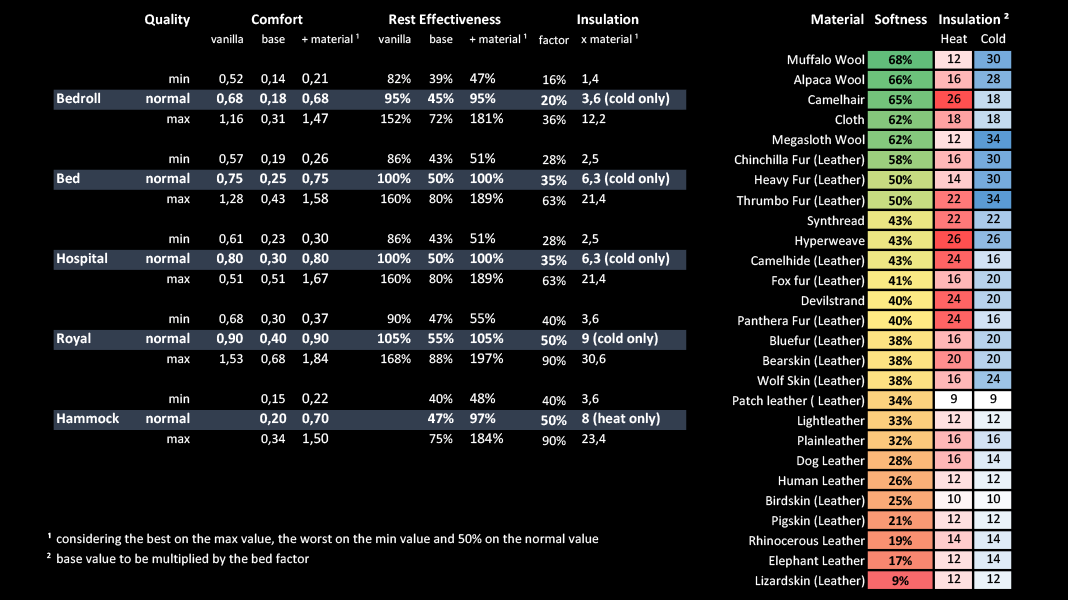 Quality Comfort Rest Effectiveness Insulation
vanilla base + material ¹ vanilla base + material ¹ factor x material ¹
min 0,52 0,14 0,21 82% 39% 47% 16% 1,4
Bedroll normal 0,68 0,18 0,68 95% 45% 95% 20% 3,6 (cold only)
max 1,16 0,31 1,47 152% 72% 181% 36% 12,2
min 0,57 0,19 0,26 86% 43% 51% 28% 2,5
Bed normal 0,75 0,25 0,75 100% 50% 100% 35% 6,3 (cold only)
max 1,28 0,43 1,58 160% 80% 189% 63% 21,4
min 0,61 0,23 0,30 86% 43% 51% 28% 2,5
Hospital normal 0,80 0,30 0,80 100% 50% 100% 35% 6,3 (cold only)
max 0,51 0,51 1,67 160% 80% 189% 63% 21,4
min 0,68 0,30 0,37 90% 47% 55% 40% 3,6
Royal normal 0,90 0,40 0,90 105% 55% 105% 50% 9 (cold only)
max 1,53 0,68 1,84 168% 88% 197% 90% 30,6
min 0,15 0,22 40% 48% 40% 3,6
Hammock normal 0,20 0,70 47% 97% 50% 8 (heat only)
max 0,34 1,50 75% 184% 90% 23,4
¹ considering the best on the max value, the worst on the min value and 50% on the normal value
² base value to be multiplied by the bed factor
Material Softness Insulation ²
Heat Cold
Muffalo Wool 68% 12 30
Alpaca Wool 66% 16 28
Camelhair 65% 26 18
Cloth 62% 18 18
Megasloth Wool 62% 12 34
Chinchilla Fur (Leather) 58% 16 30
Heavy Fur (Leather) 50% 14 30
Thrumbo Fur (Leather) 50% 22 34
Synthread 43% 22 22
Hyperweave 43% 26 26
Camelhide (Leather) 43% 24 16
Fox fur (Leather) 41% 16 20
Devilstrand 40% 24 20
Panthera Fur (Leather) 40% 24 16
Bluefur (Leather) 38% 16 20
Bearskin (Leather) 38% 20 20
Wolf Skin (Leather) 38% 16 24
Patch leather ( Leather) 34% 9 9
Lightleather 33% 12 12
Plainleather 32% 16 16
Dog Leather 28% 16 14
Human Leather 26% 12 12
Birdskin (Leather) 25% 10 10
Pigskin (Leather) 21% 12 12
Rhinocerous Leather 19% 14 14
Elephant Leather 17% 12 14
Lizardskin (Leather) 9% 12 12